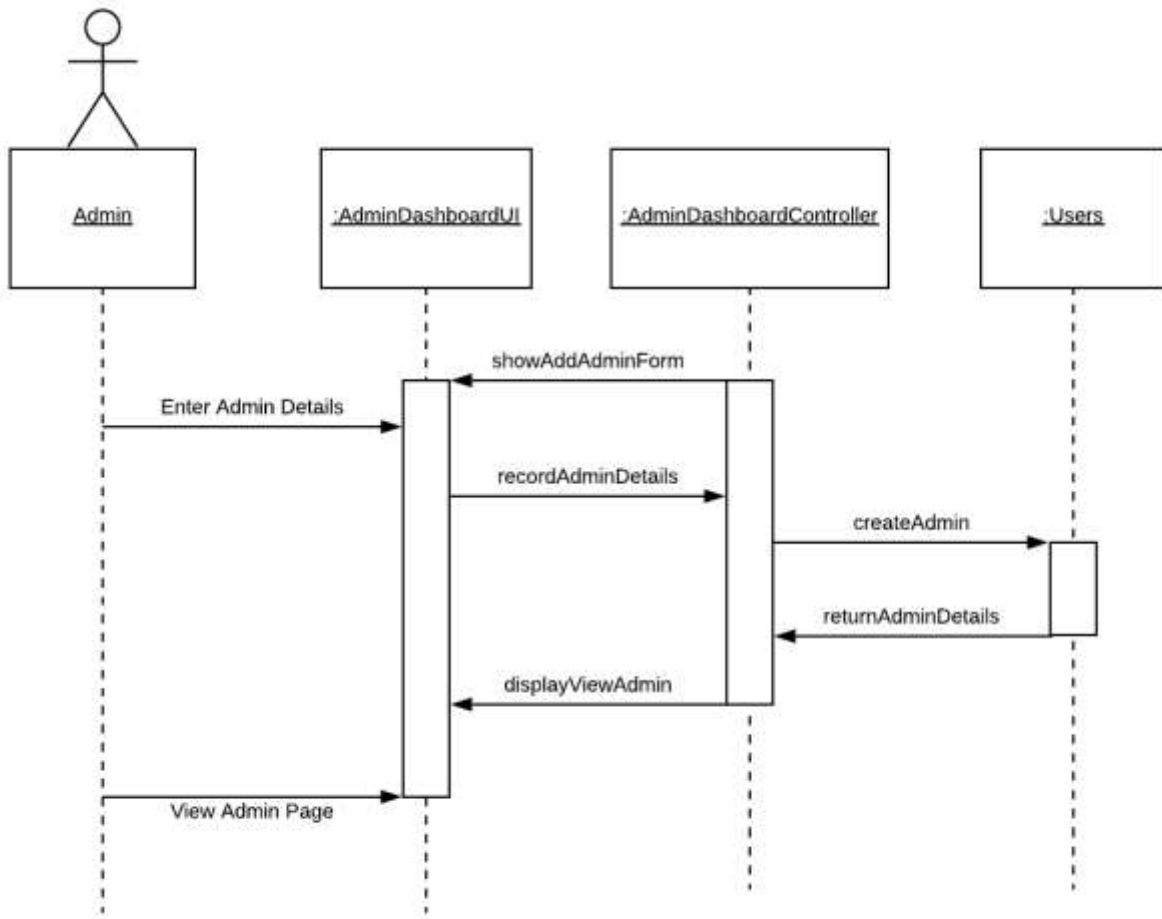 Admin
:AdminDashboardUI
:AdminDashboardController
:Users
showAddAdminForm
Enter Admin Details
recordAdminDetails
createAdmin
returnAdminDetails
displayViewAdmin
View Admin Page